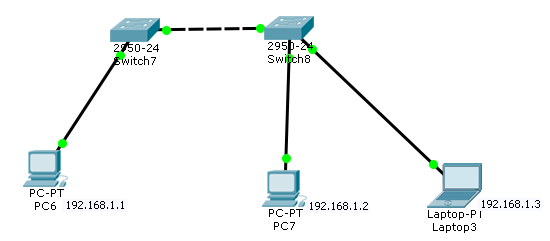 2950-24
Switch7
2950-24
Switch8
PC-PT
PC6
192.168.1.1
PC-PT
PC7
192.168.1.2
Laptop-PT
Laptop3
192.168.1.3